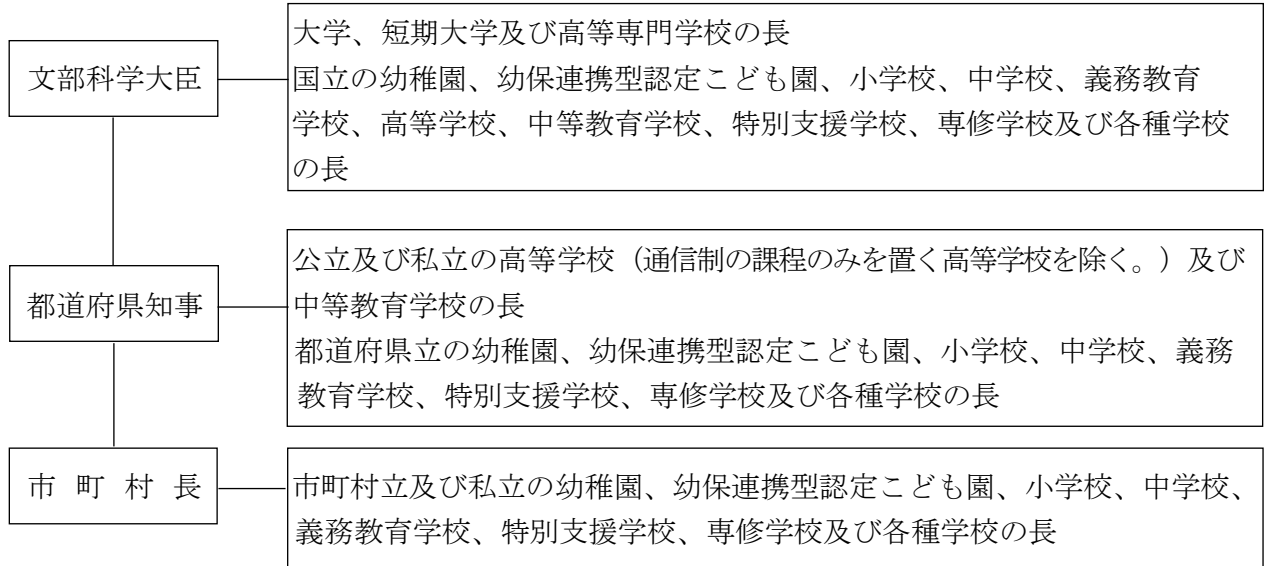 文部科学大臣
大学、短期大学及び高等専門学校の長
国立の幼稚園、幼保連携型認定こども園、小学校、中学校、義務教育
学校、高等学校、中等教育学校、特別支援学校、専修学校及び各種学校
の長
都道府県知事
公立及び私立の高等学校(通信制の課程のみを置く高等学校を除く。)及び
中等教育学校の長
都道府県立の幼稚園、幼保連携型認定こども園、小学校、中学校、義務
教育学校、特別支援学校、専修学校及び各種学校の長
市町村長
市町村立及び私立の幼稚園、幼保連携型認定こども園、小学校、中学校、
義務教育学校、特別支援学校、専修学校及び各種学校の長